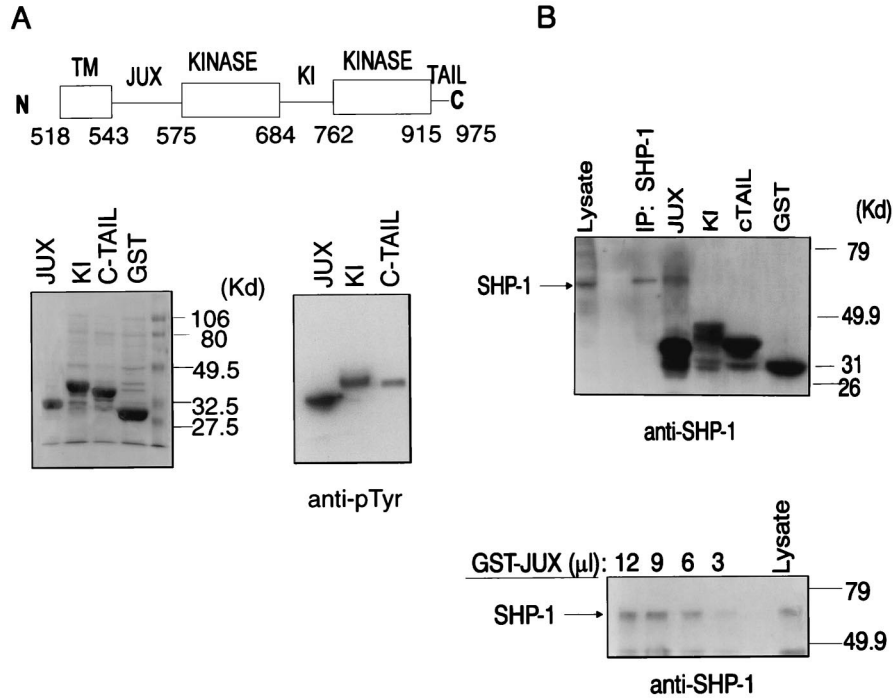 A
TM JUX KINASE KI KINASE TAIL
N C
518 543 575 684 762 915 975
JUX KI C-TAIL GST (Kd)
106
80
49.5
32.5
27.5
JUX KI C-TAIL
anti-pTyr
B
Lysate IP: SHP-1 JUX KI cTAIL GST (Kd)
79
SHP-1
49.9
31
26
anti-SHP-1
GST-JUX (µl): 12 9 6 3 Lysate
79
SHP-1
49.9
anti-SHP-1